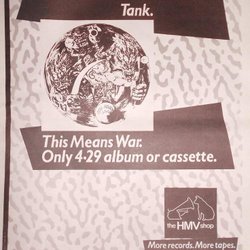 Tank.
This Means War.
Only 4·29 album or cassette.
the HMV shop
More records. More tapes.